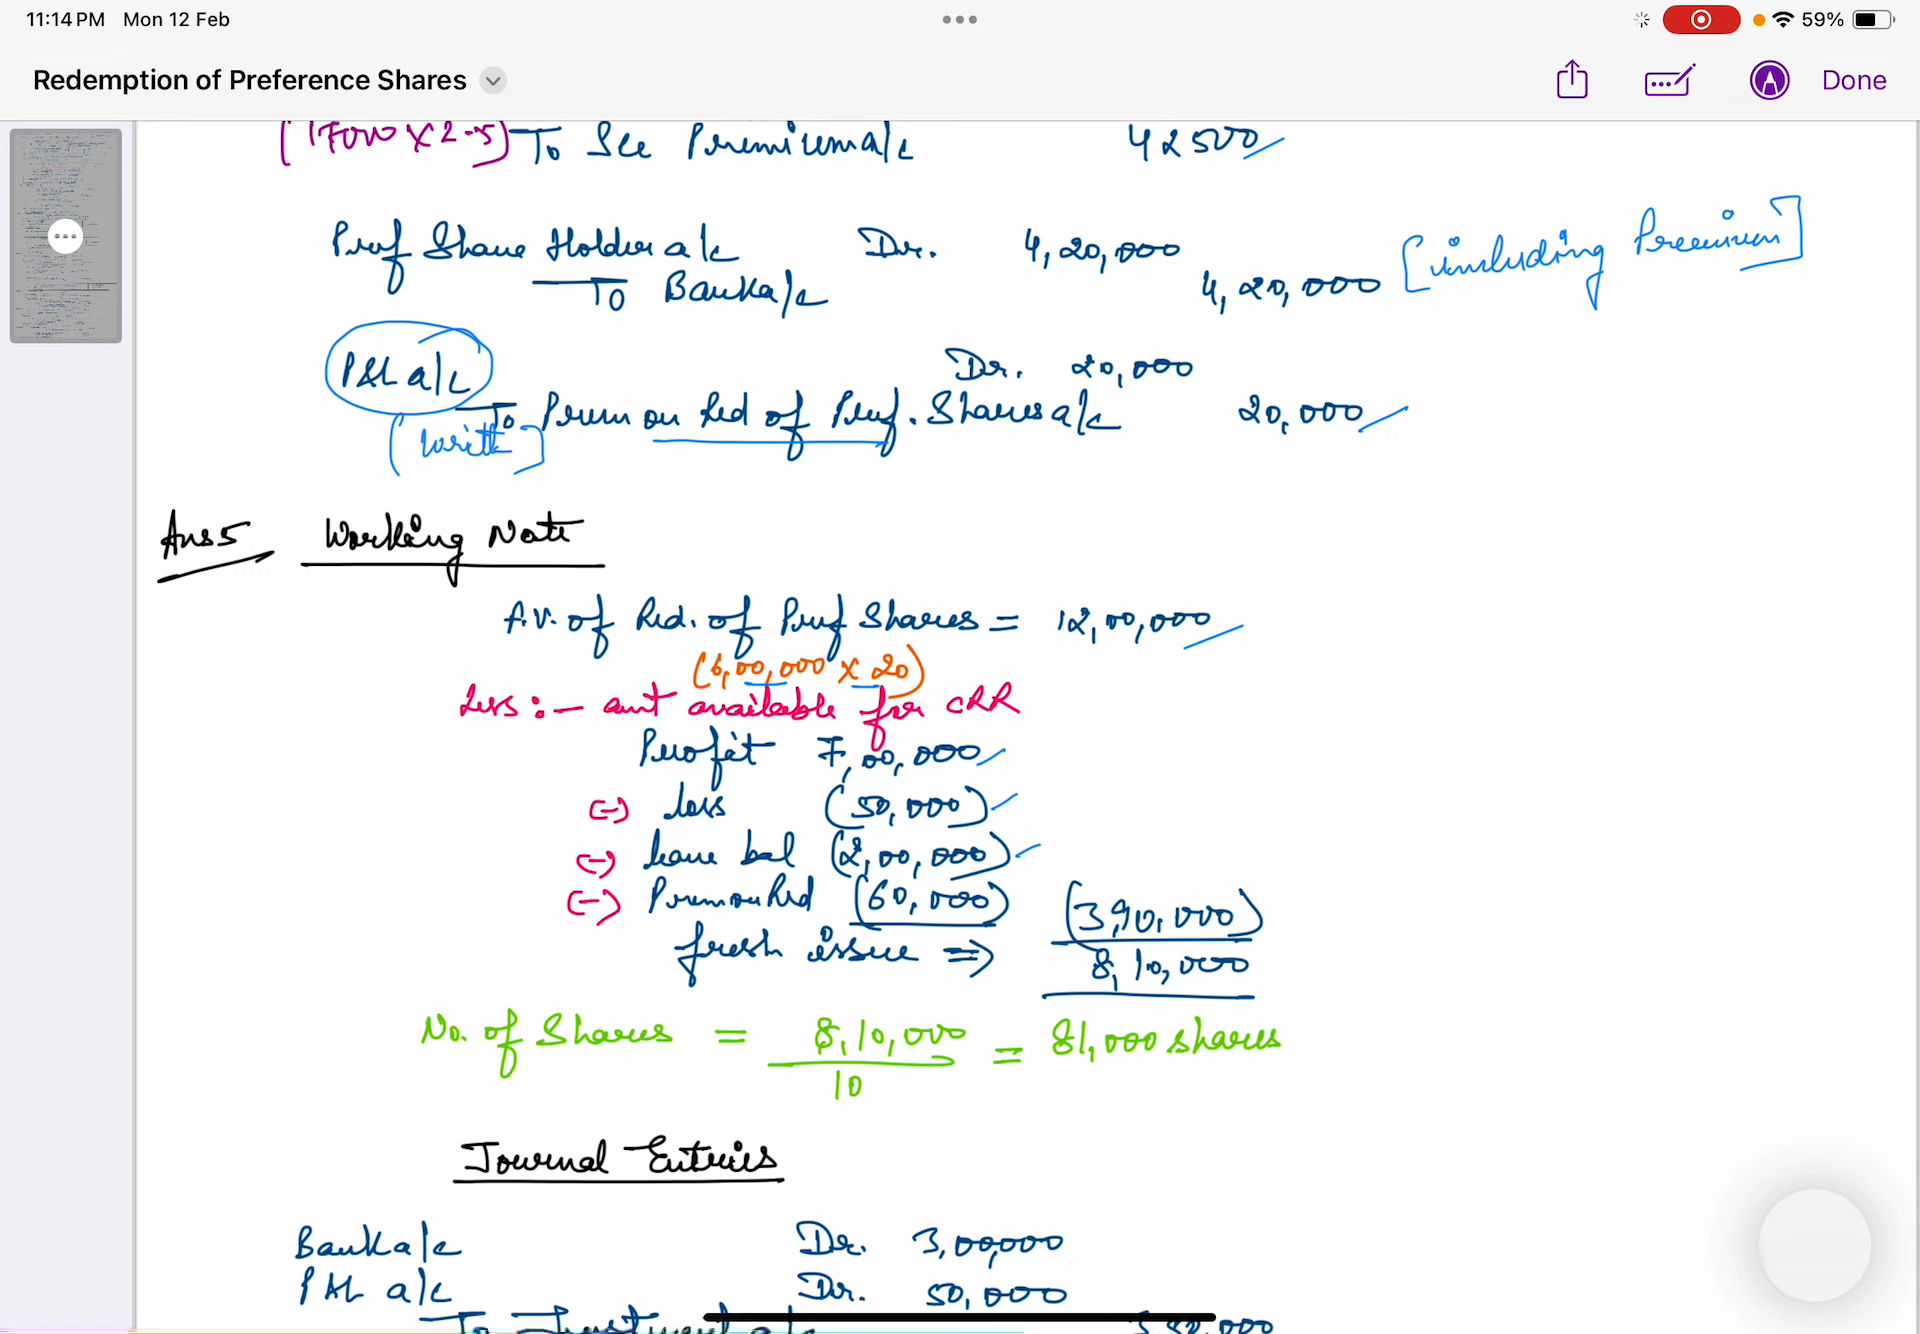 11:14 PM Mon 12 Feb
59%
Redemption of Preference Shares
Done
(17000 x 2.5) To Sec Premium a/c 42500
Pref Share Holder a/c Dr. 4,20,000
To Bank a/c 4,20,000 [including Premium]
P&L a/c Dr. 20,000
To Prem on Red of Pref. Shares a/c 20,000
(writt]
Ans 5 Working Note
F.V. of Red. of Pref Shares = 12,00,000
(6,00,000 x 20)
Less :- amt available for CRR
Profit 7,00,000
(-) loss (50,000)
(-) leave bal (2,00,000)
(-) Prem on Red (60,000) (3,90,000)
fresh issue ⇒ 8,10,000
No. of Shares = 8,10,000 / 10 = 81,000 shares
Journal Entries
Bank a/c Dr. 3,00,000
P&L a/c Dr. 50,000
To Investment a/c